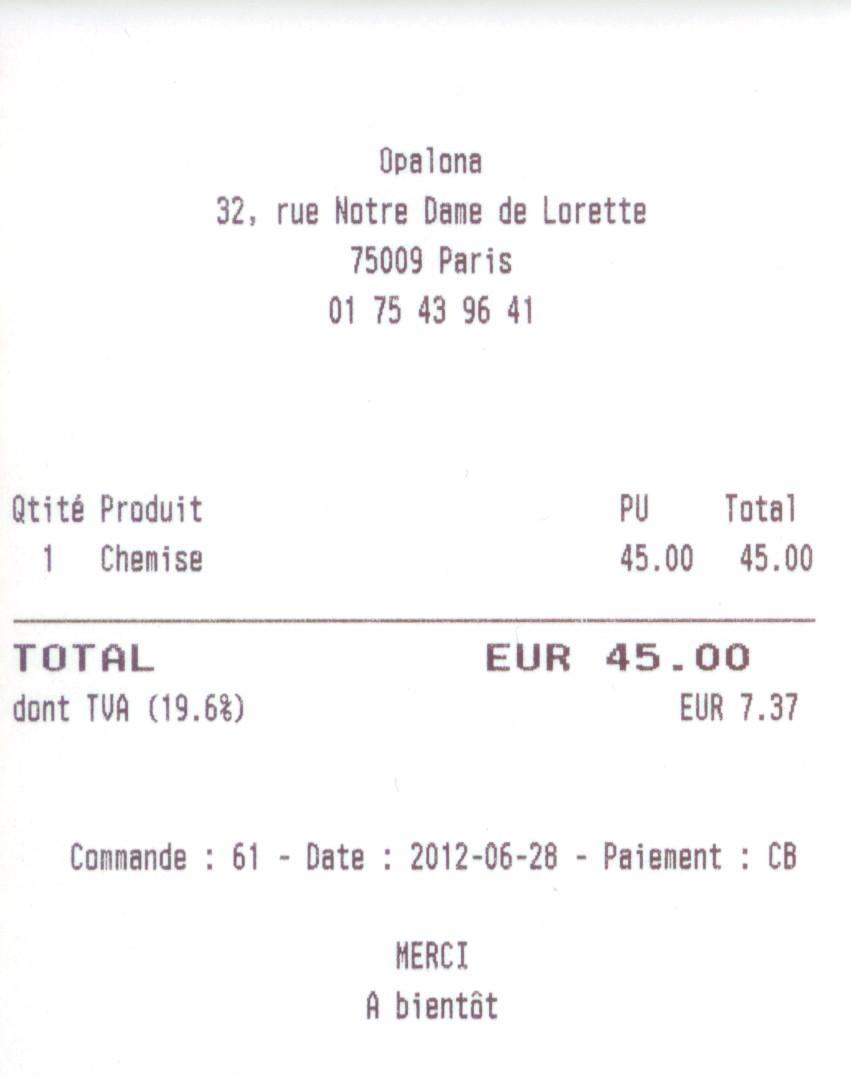 Opalona
32, rue Notre Dame de Lorette
75009 Paris
01 75 43 96 41
Qtité Produit PU Total
1 Chemise 45.00 45.00
TOTAL EUR 45.00
dont TVA (19.6%) EUR 7.37
Commande : 61 - Date : 2012-06-28 - Paiement : CB
MERCI
A bientôt